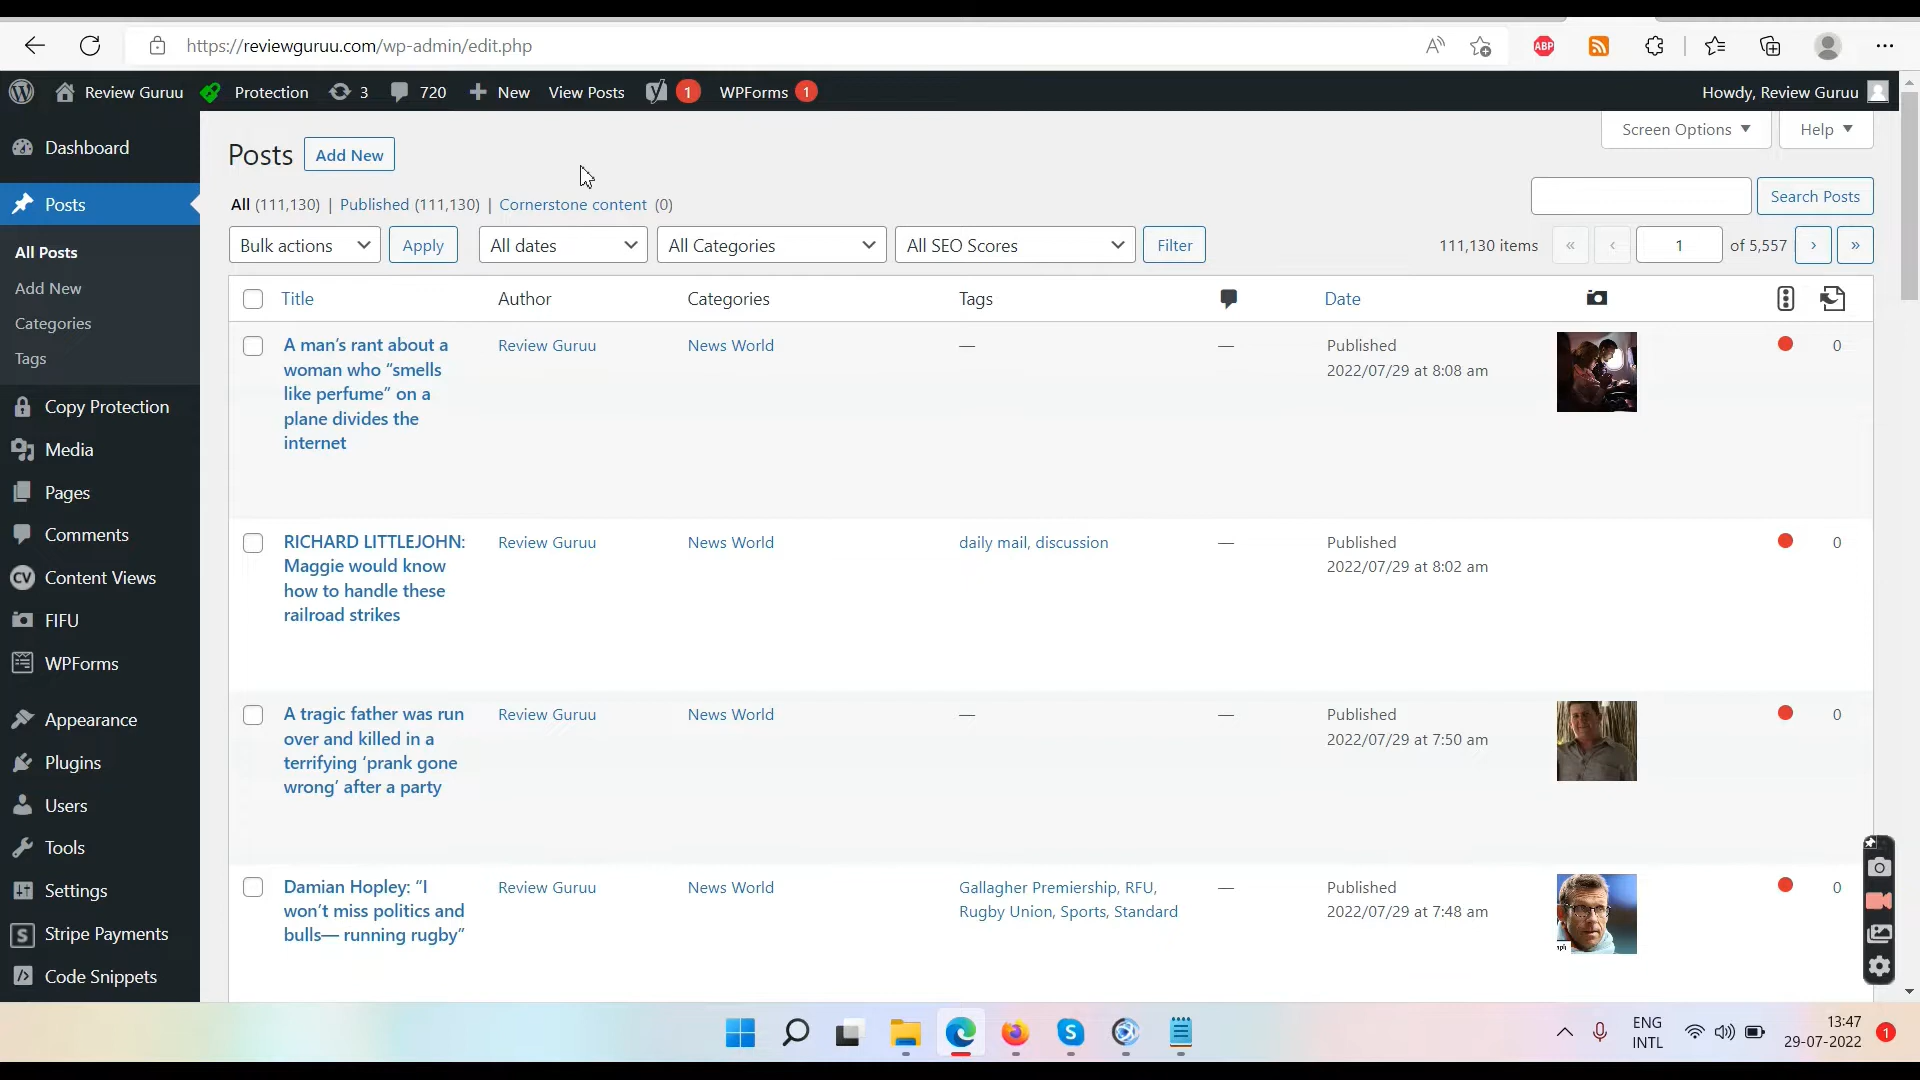 https://reviewguruu.com/wp-admin/edit.php
ABP
Review Guruu Protection 3 720 New View Posts 1 WPForms 1 Howdy, Review Guruu
Screen Options Help
Dashboard
Posts Add New
Posts
All (111,130) | Published (111,130) | Cornerstone content (0)
Search Posts
Bulk actions Apply All dates All Categories All SEO Scores Filter 111,130 items « ‹ 1 of 5,557 › »
All Posts
Add New
Categories
Tags
Copy Protection
Media
Pages
Comments
CV Content Views
FIFU
WPForms
Appearance
Plugins
Users
Tools
Settings
S Stripe Payments
Code Snippets
Title Author Categories Tags Date
A man’s rant about a
woman who “smells
like perfume” on a
plane divides the
internet
Review Guruu
News World
—
—
Published
2022/07/29 at 8:08 am
0
RICHARD LITTLEJOHN:
Maggie would know
how to handle these
railroad strikes
Review Guruu
News World
daily mail, discussion
—
Published
2022/07/29 at 8:02 am
0
A tragic father was run
over and killed in a
terrifying ‘prank gone
wrong’ after a party
Review Guruu
News World
—
—
Published
2022/07/29 at 7:50 am
0
Damian Hopley: “I
won’t miss politics and
bulls— running rugby”
Review Guruu
News World
Gallagher Premiership, RFU,
Rugby Union, Sports, Standard
—
Published
2022/07/29 at 7:48 am
0
S
ENG
INTL
13:47
29-07-2022
1